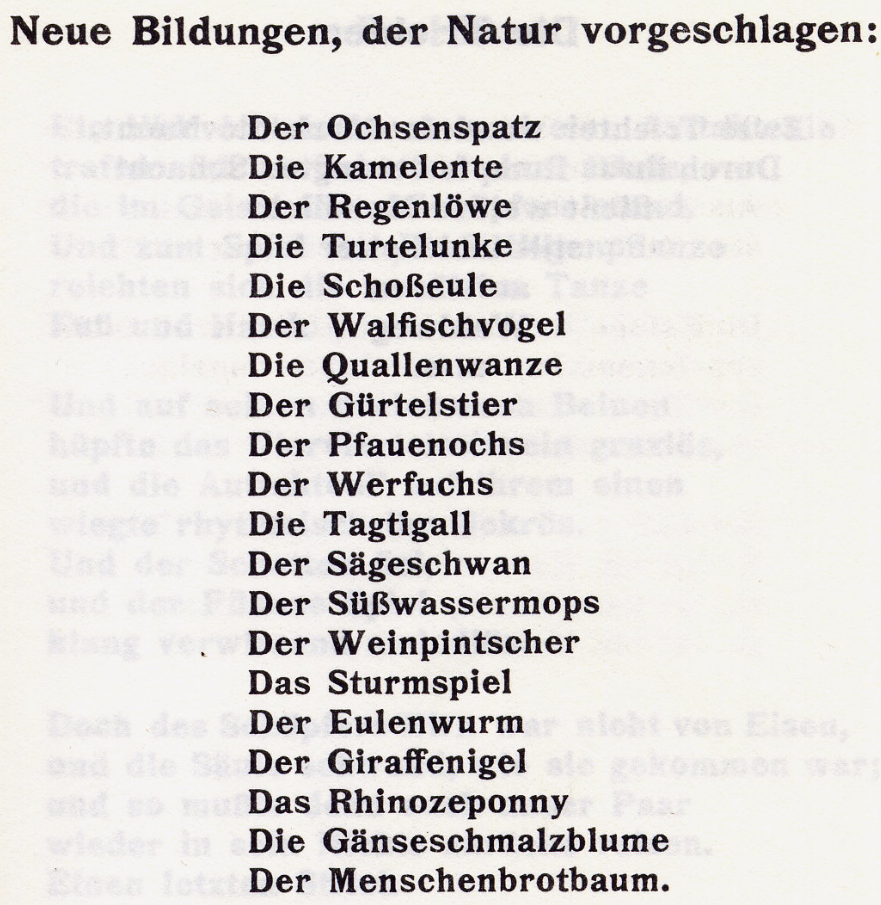 Neue Bildungen, der Natur vorgeschlagen:
Der Ochsenspatz
Die Kamelente
Der Regenlöwe
Die Turtelunke
Die Schoßeule
Der Walfischvogel
Die Quallenwanze
Der Gürtelstier
Der Pfauenochs
Der Werfuchs
Die Tagtigall
Der Sägeschwan
Der Süßwassermops
Der Weinpintscher
Das Sturmspiel
Der Eulenwurm
Der Giraffenigel
Das Rhinozeponny
Die Gänseschmalzblume
Der Menschenbrotbaum.